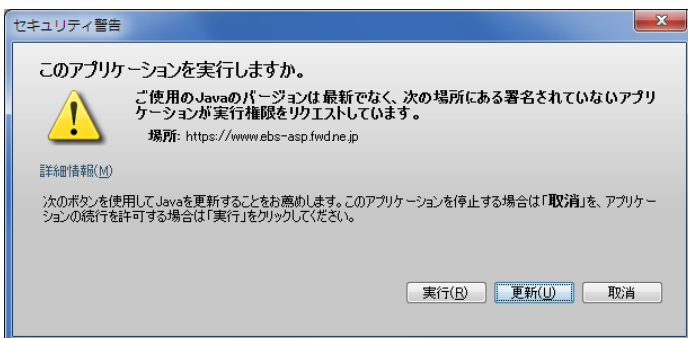 セキュリティ警告
このアプリケーションを実行しますか。
ご使用のJavaのバージョンは最新でなく、次の場所にある署名されていないアプリ
ケーションが実行権限をリクエストしています。
場所: https://www.ebs-asp.fwd.ne.jp
詳細情報(M)
次のボタンを使用してJavaを更新することをお薦めします。このアプリケーションを停止する場合は「取消」を、アプリケー
ションの続行を許可する場合は「実行」をクリックしてください。
実行(R) 更新(U) 取消